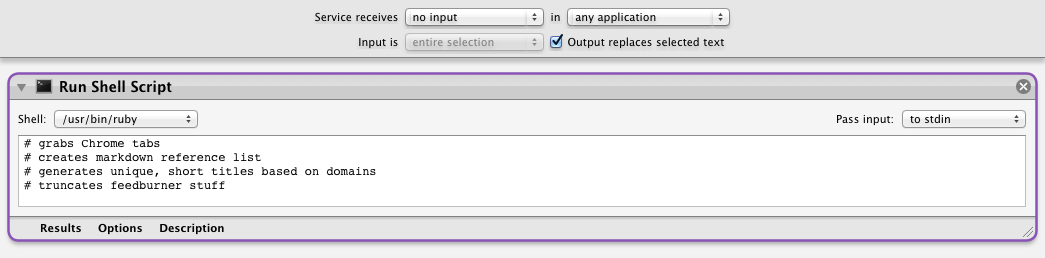 Service receives no input in any application
Input is entire selection Output replaces selected text
Run Shell Script
Shell: /usr/bin/ruby Pass input: to stdin
# grabs Chrome tabs
# creates markdown reference list
# generates unique, short titles based on domains
# truncates feedburner stuff
Results Options Description